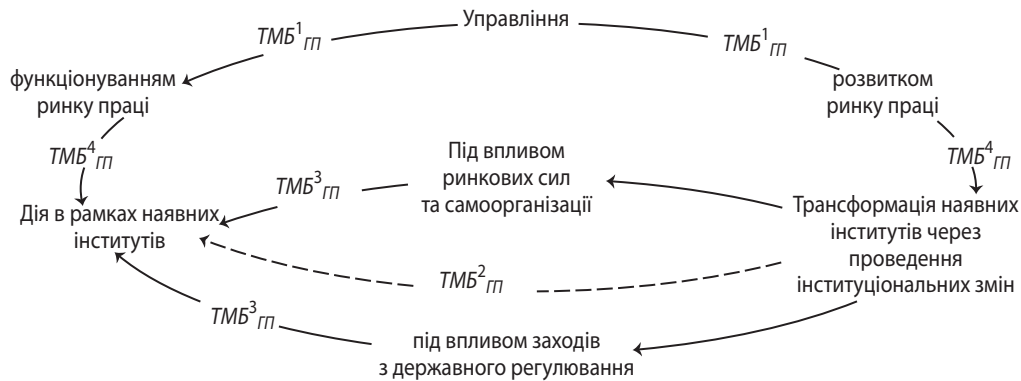 Управління
ТМБ¹ГП
ТМБ¹ГП
функціонуванням
ринку праці
розвитком
ринку праці
ТМБ⁴ГП
ТМБ⁴ГП
Під впливом
ринкових сил
та самоорганізації
ТМБ³ГП
Дія в рамках наявних
інститутів
Трансформація наявних
інститутів через
проведення
інституціональних змін
ТМБ²ГП
ТМБ³ГП
під впливом заходів
з державного регулювання